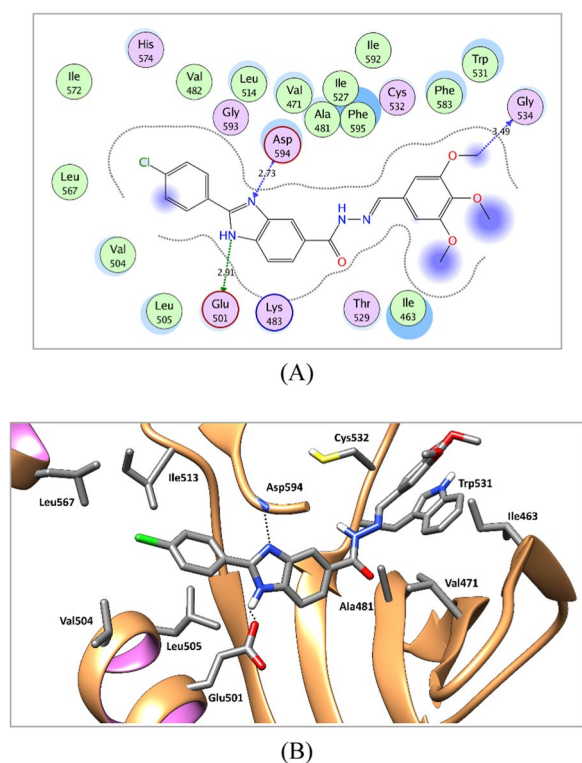 His
574
Ile
592
Trp
531
Ile
572
Val
482
Leu
514
Val
471
Ile
527
Cys
532
Phe
583
Gly
534
Gly
593
Ala
481
Phe
595
Asp
594
3.49
Cl
2.73
O
N
Leu
567
NH
N
O
HN
O
O
Val
504
2.91
Leu
505
Glu
501
Lys
483
Thr
529
Ile
463
(A)
Cys532
Ile513
Asp594
Trp531
Leu567
Ile463
Val471
Ala481
Val504
Leu505
Glu501
(B)